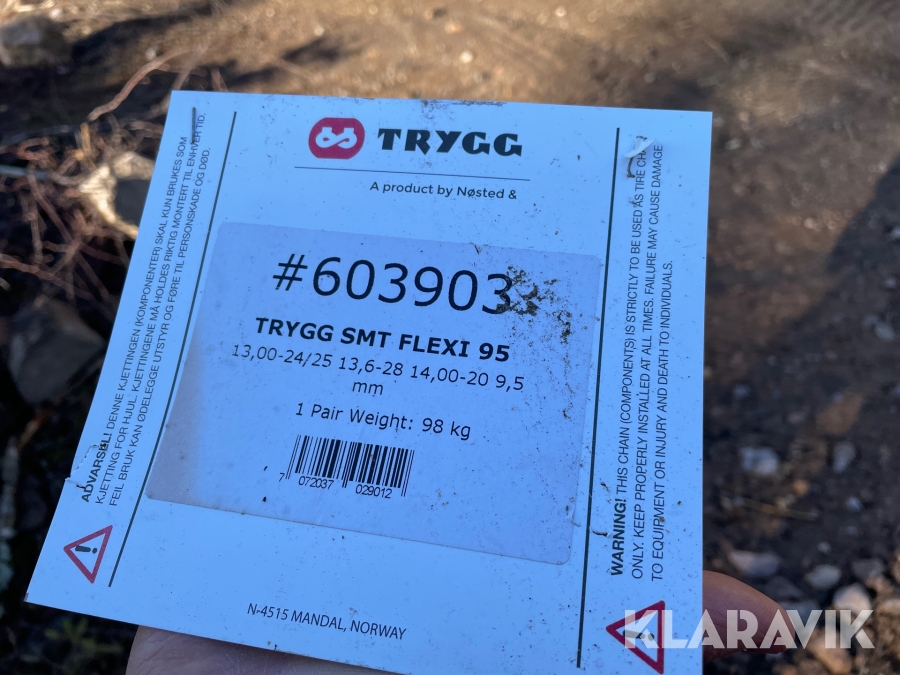 TRYGG
A product by Nøsted &
#603903
TRYGG SMT FLEXI 95
13,00-24/25 13,6-28 14,00-20 9,5
mm
1 Pair Weight: 98 kg
7 072037 029012
N-4515 MANDAL, NORWAY
ADVARSEL! DENNE KJETTINGEN (KOMPONENTER) SKAL KUN BRUKES SOM
KJETTING FOR HJUL. KJETTINGENE MÅ HOLDES RIKTIG MONTERT TIL ENHVER TID.
FEIL BRUK KAN ØDELEGGE UTSTYR OG FØRE TIL PERSONSKADE OG DØD.
WARNING! THIS CHAIN (COMPONENT)S) IS STRICTLY TO BE USED AS TIRE
ONLY. KEEP PROPERLY INSTALLED AT ALL TIMES. FAILURE MAY CAUSE DAMAGE
TO EQUIPMENT OR INJURY AND DEATH TO INDIVIDUALS.
KLARAVIK